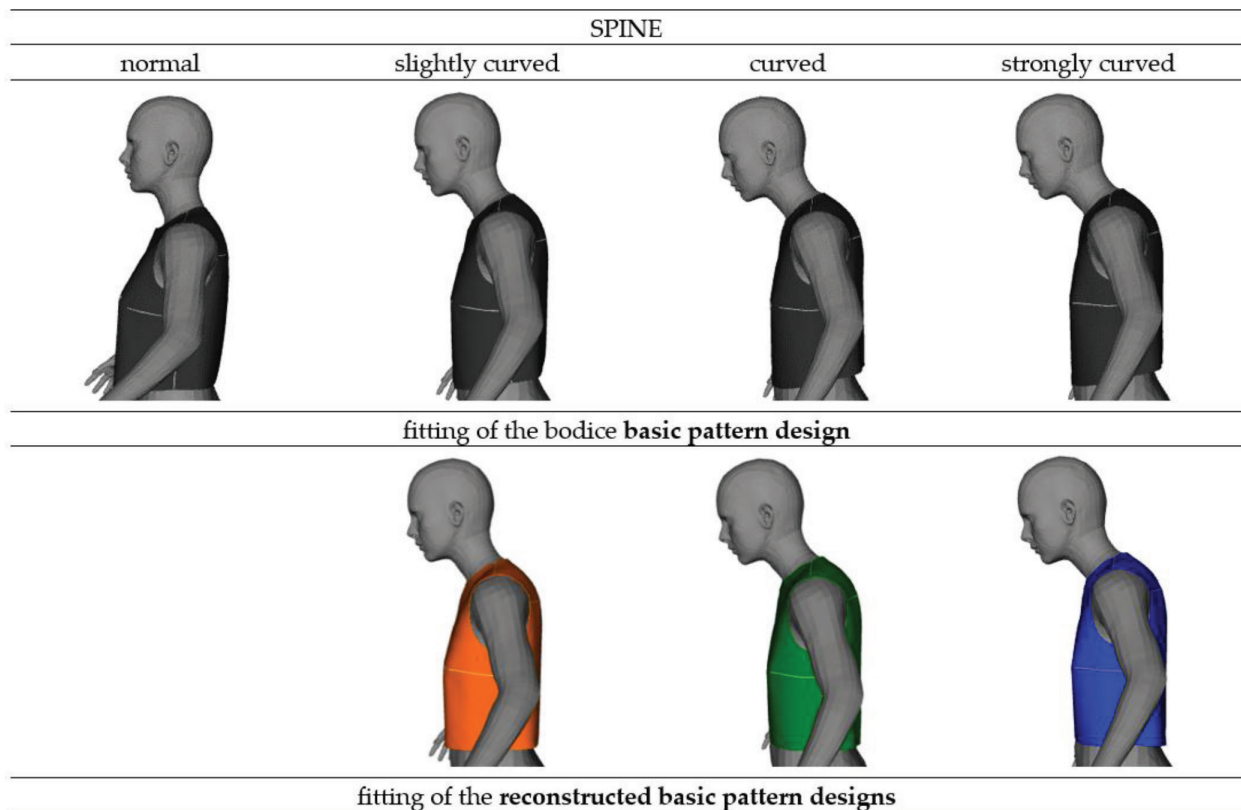 SPINE
normal slightly curved curved strongly curved
fitting of the bodice basic pattern design
fitting of the reconstructed basic pattern designs